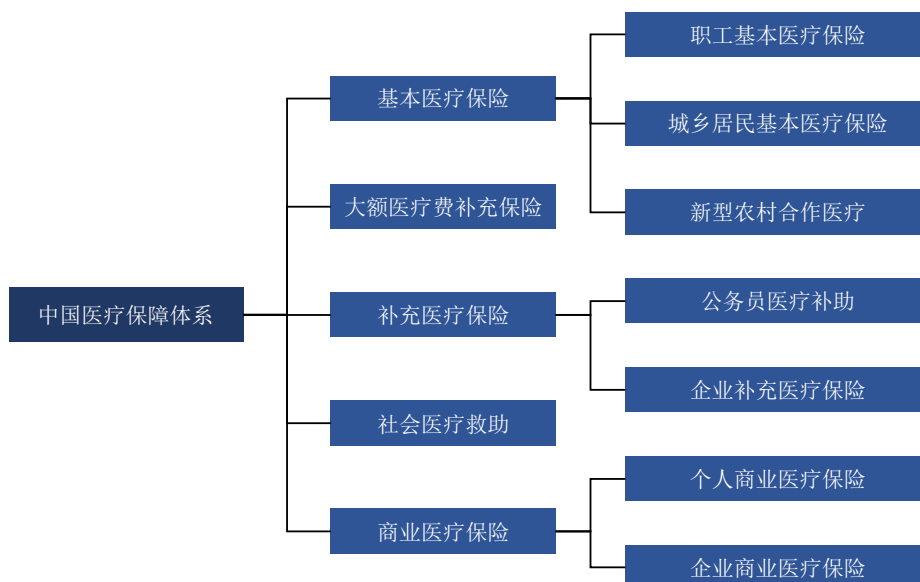 中国医疗保障体系
基本医疗保险
职工基本医疗保险
城乡居民基本医疗保险
新型农村合作医疗
大额医疗费补充保险
补充医疗保险
公务员医疗补助
企业补充医疗保险
社会医疗救助
商业医疗保险
个人商业医疗保险
企业商业医疗保险